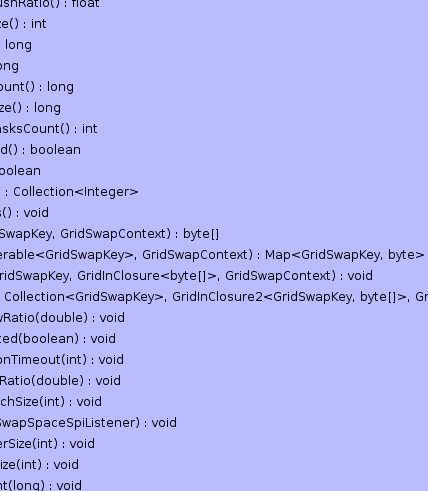 ushRatio() : float
ze() : int
: long
ong
ount() : long
ze() : long
asksCount() : int
d() : boolean
oolean
: Collection<Integer>
s() : void
SwapKey, GridSwapContext) : byte[]
erable<GridSwapKey>, GridSwapContext) : Map<GridSwapKey, byte>
ridSwapKey, GridInClosure<byte[]>, GridSwapContext) : void
Collection<GridSwapKey>, GridInClosure2<GridSwapKey, byte[]>, Gr
wRatio(double) : void
ted(boolean) : void
onTimeout(int) : void
Ratio(double) : void
chSize(int) : void
SwapSpaceSpiListener) : void
erSize(int) : void
ize(int) : void
nt(long) : void